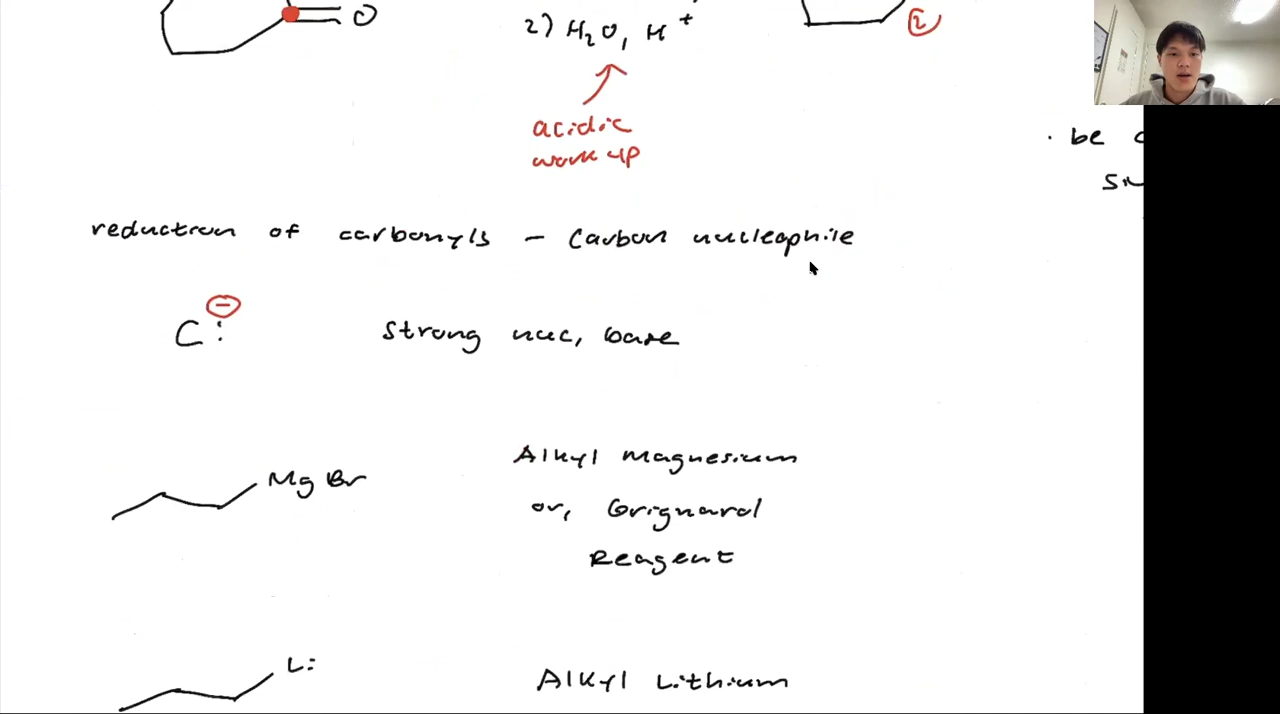 O
2) H₂O, H⁺
2
acidic
work up
· be
reduction of carbonyls - carbon nucleophile
C:⊖
strong nuc, base
MgBr
Alkyl magnesium
or, Grignard
Reagent
Li
Alkyl Lithium